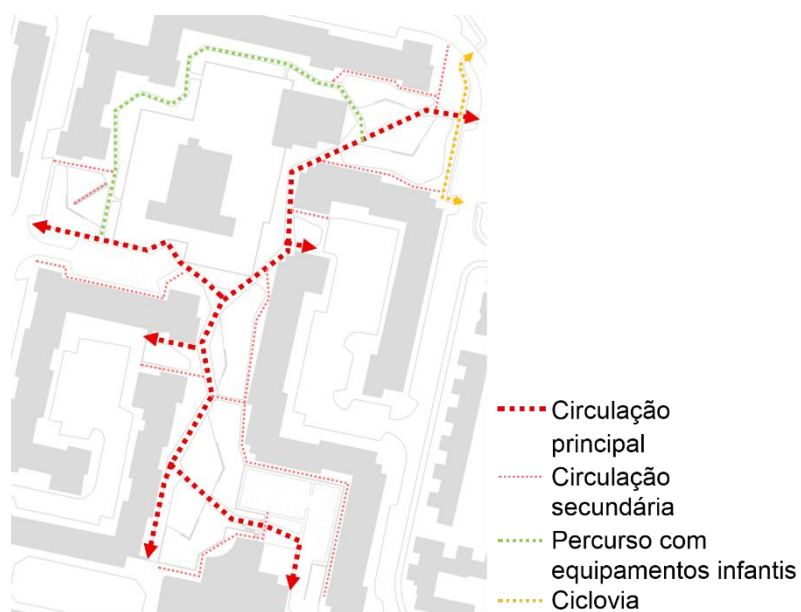 Circulação
principal
Circulação
secundária
Percurso com
equipamentos infantis
Ciclovia